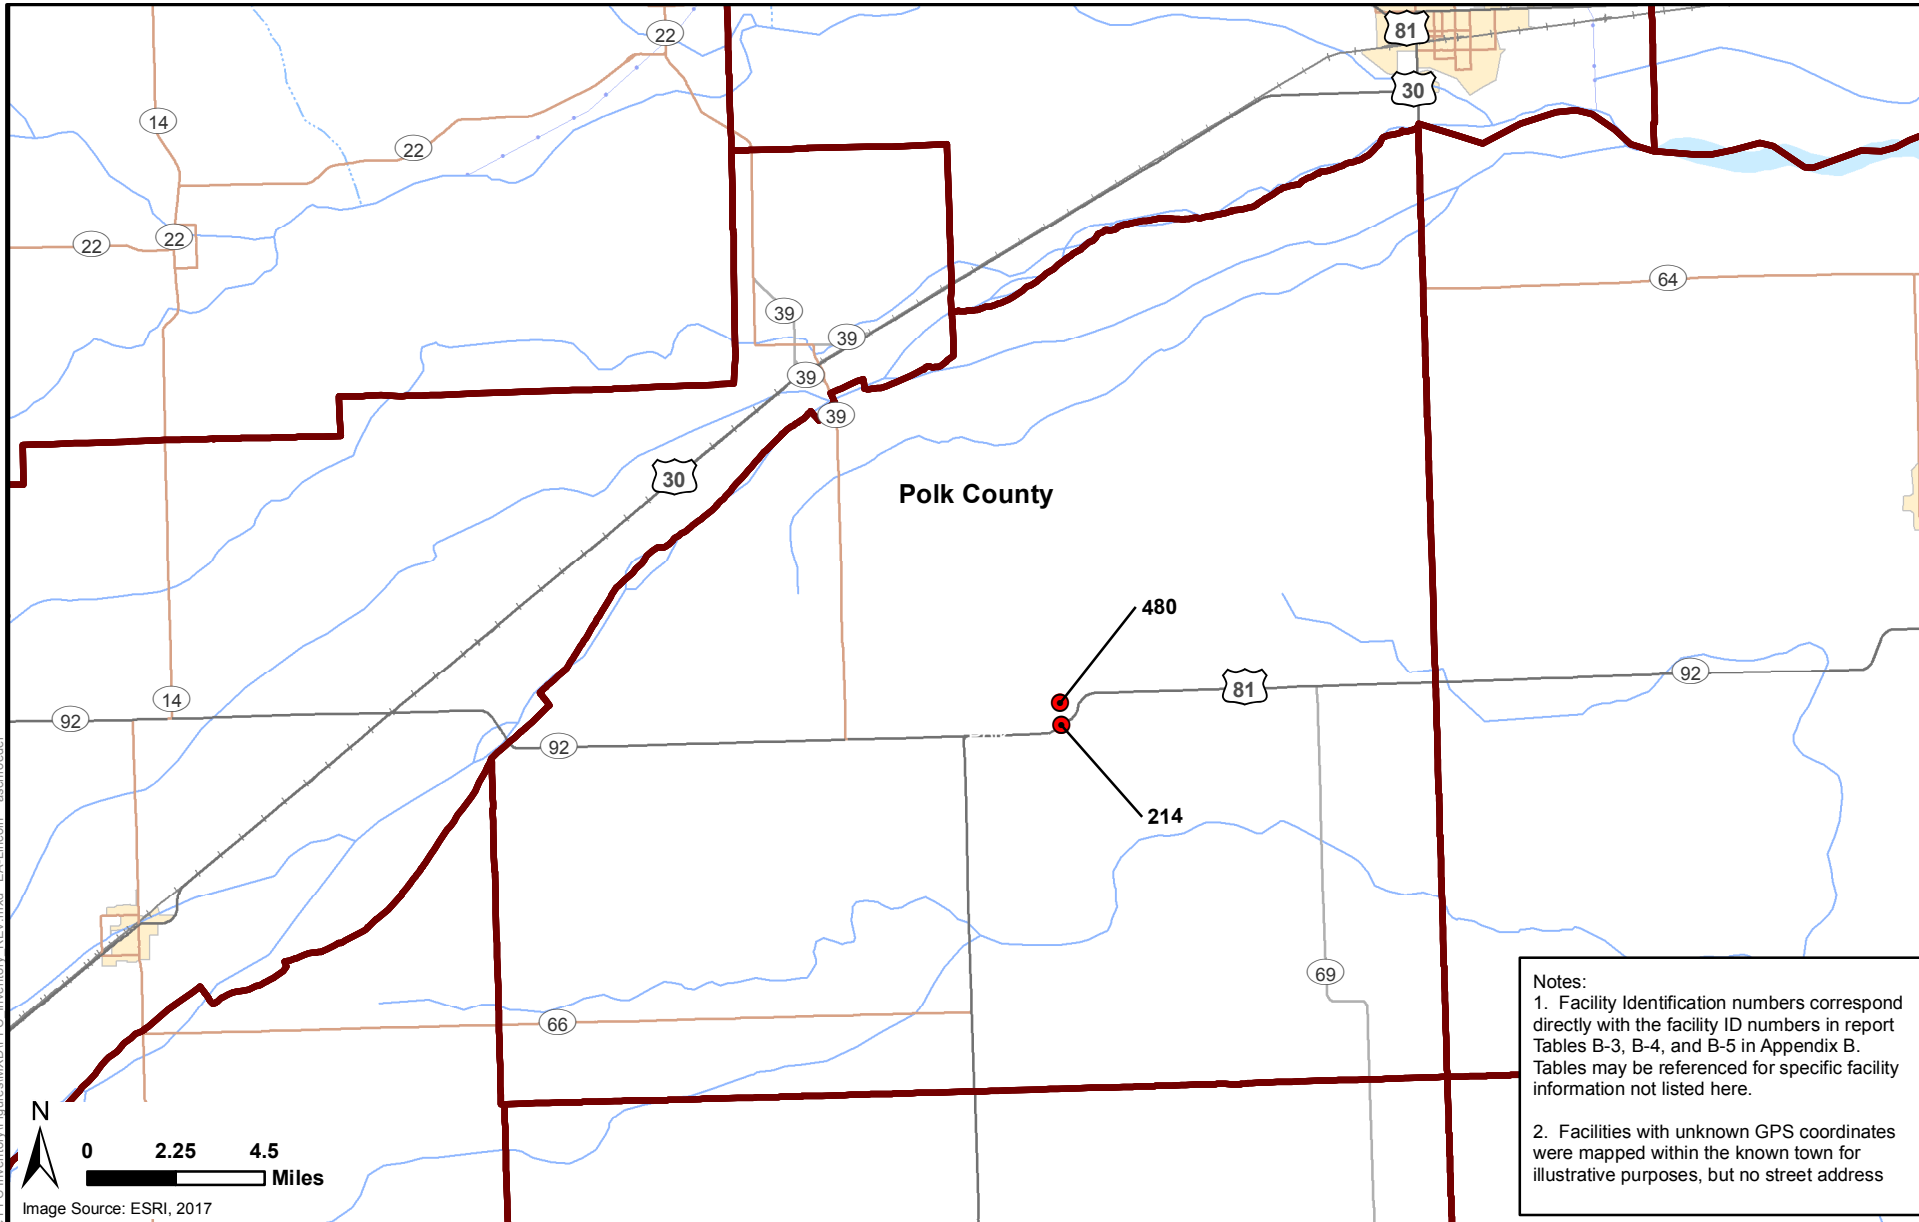 22
81
30
14
22
22
22
64
39
39
39
39
30
Polk County
480
14
92
92
81
92
214
69
66
N
0 2.25 4.5
Miles
Image Source: ESRI, 2017
Notes:
1. Facility Identification numbers correspond
directly with the facility ID numbers in report
Tables B-3, B-4, and B-5 in Appendix B.
Tables may be referenced for specific facility
information not listed here.
2. Facilities with unknown GPS coordinates
were mapped within the known town for
illustrative purposes, but no street address